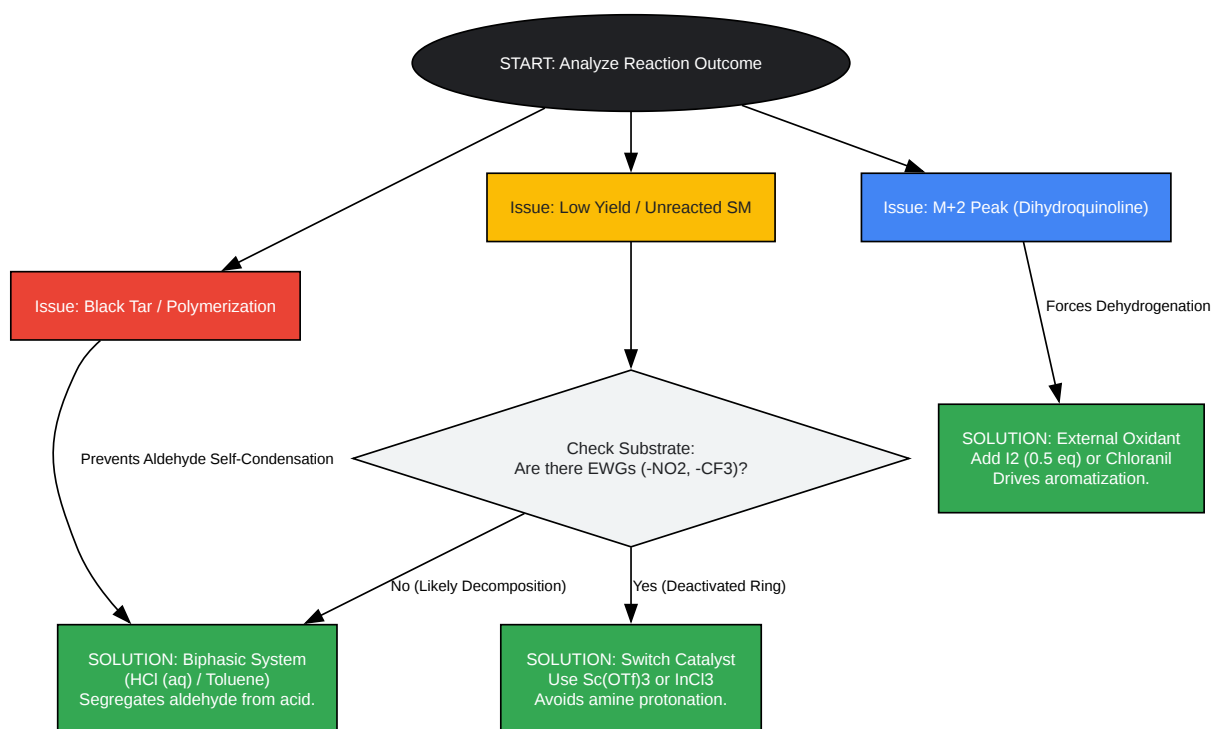 START: Analyze Reaction Outcome
Issue: Low Yield / Unreacted SM
Issue: M+2 Peak (Dihydroquinoline)
Issue: Black Tar / Polymerization
Forces Dehydrogenation
Check Substrate:
Are there EWGs (-NO2, -CF3)?
Prevents Aldehyde Self-Condensation
SOLUTION: External Oxidant
Add I2 (0.5 eq) or Chloranil
Drives aromatization.
No (Likely Decomposition)
Yes (Deactivated Ring)
SOLUTION: Biphasic System
(HCl (aq) / Toluene)
Segregates aldehyde from acid.
SOLUTION: Switch Catalyst
Use Sc(OTf)3 or InCl3
Avoids amine protonation.